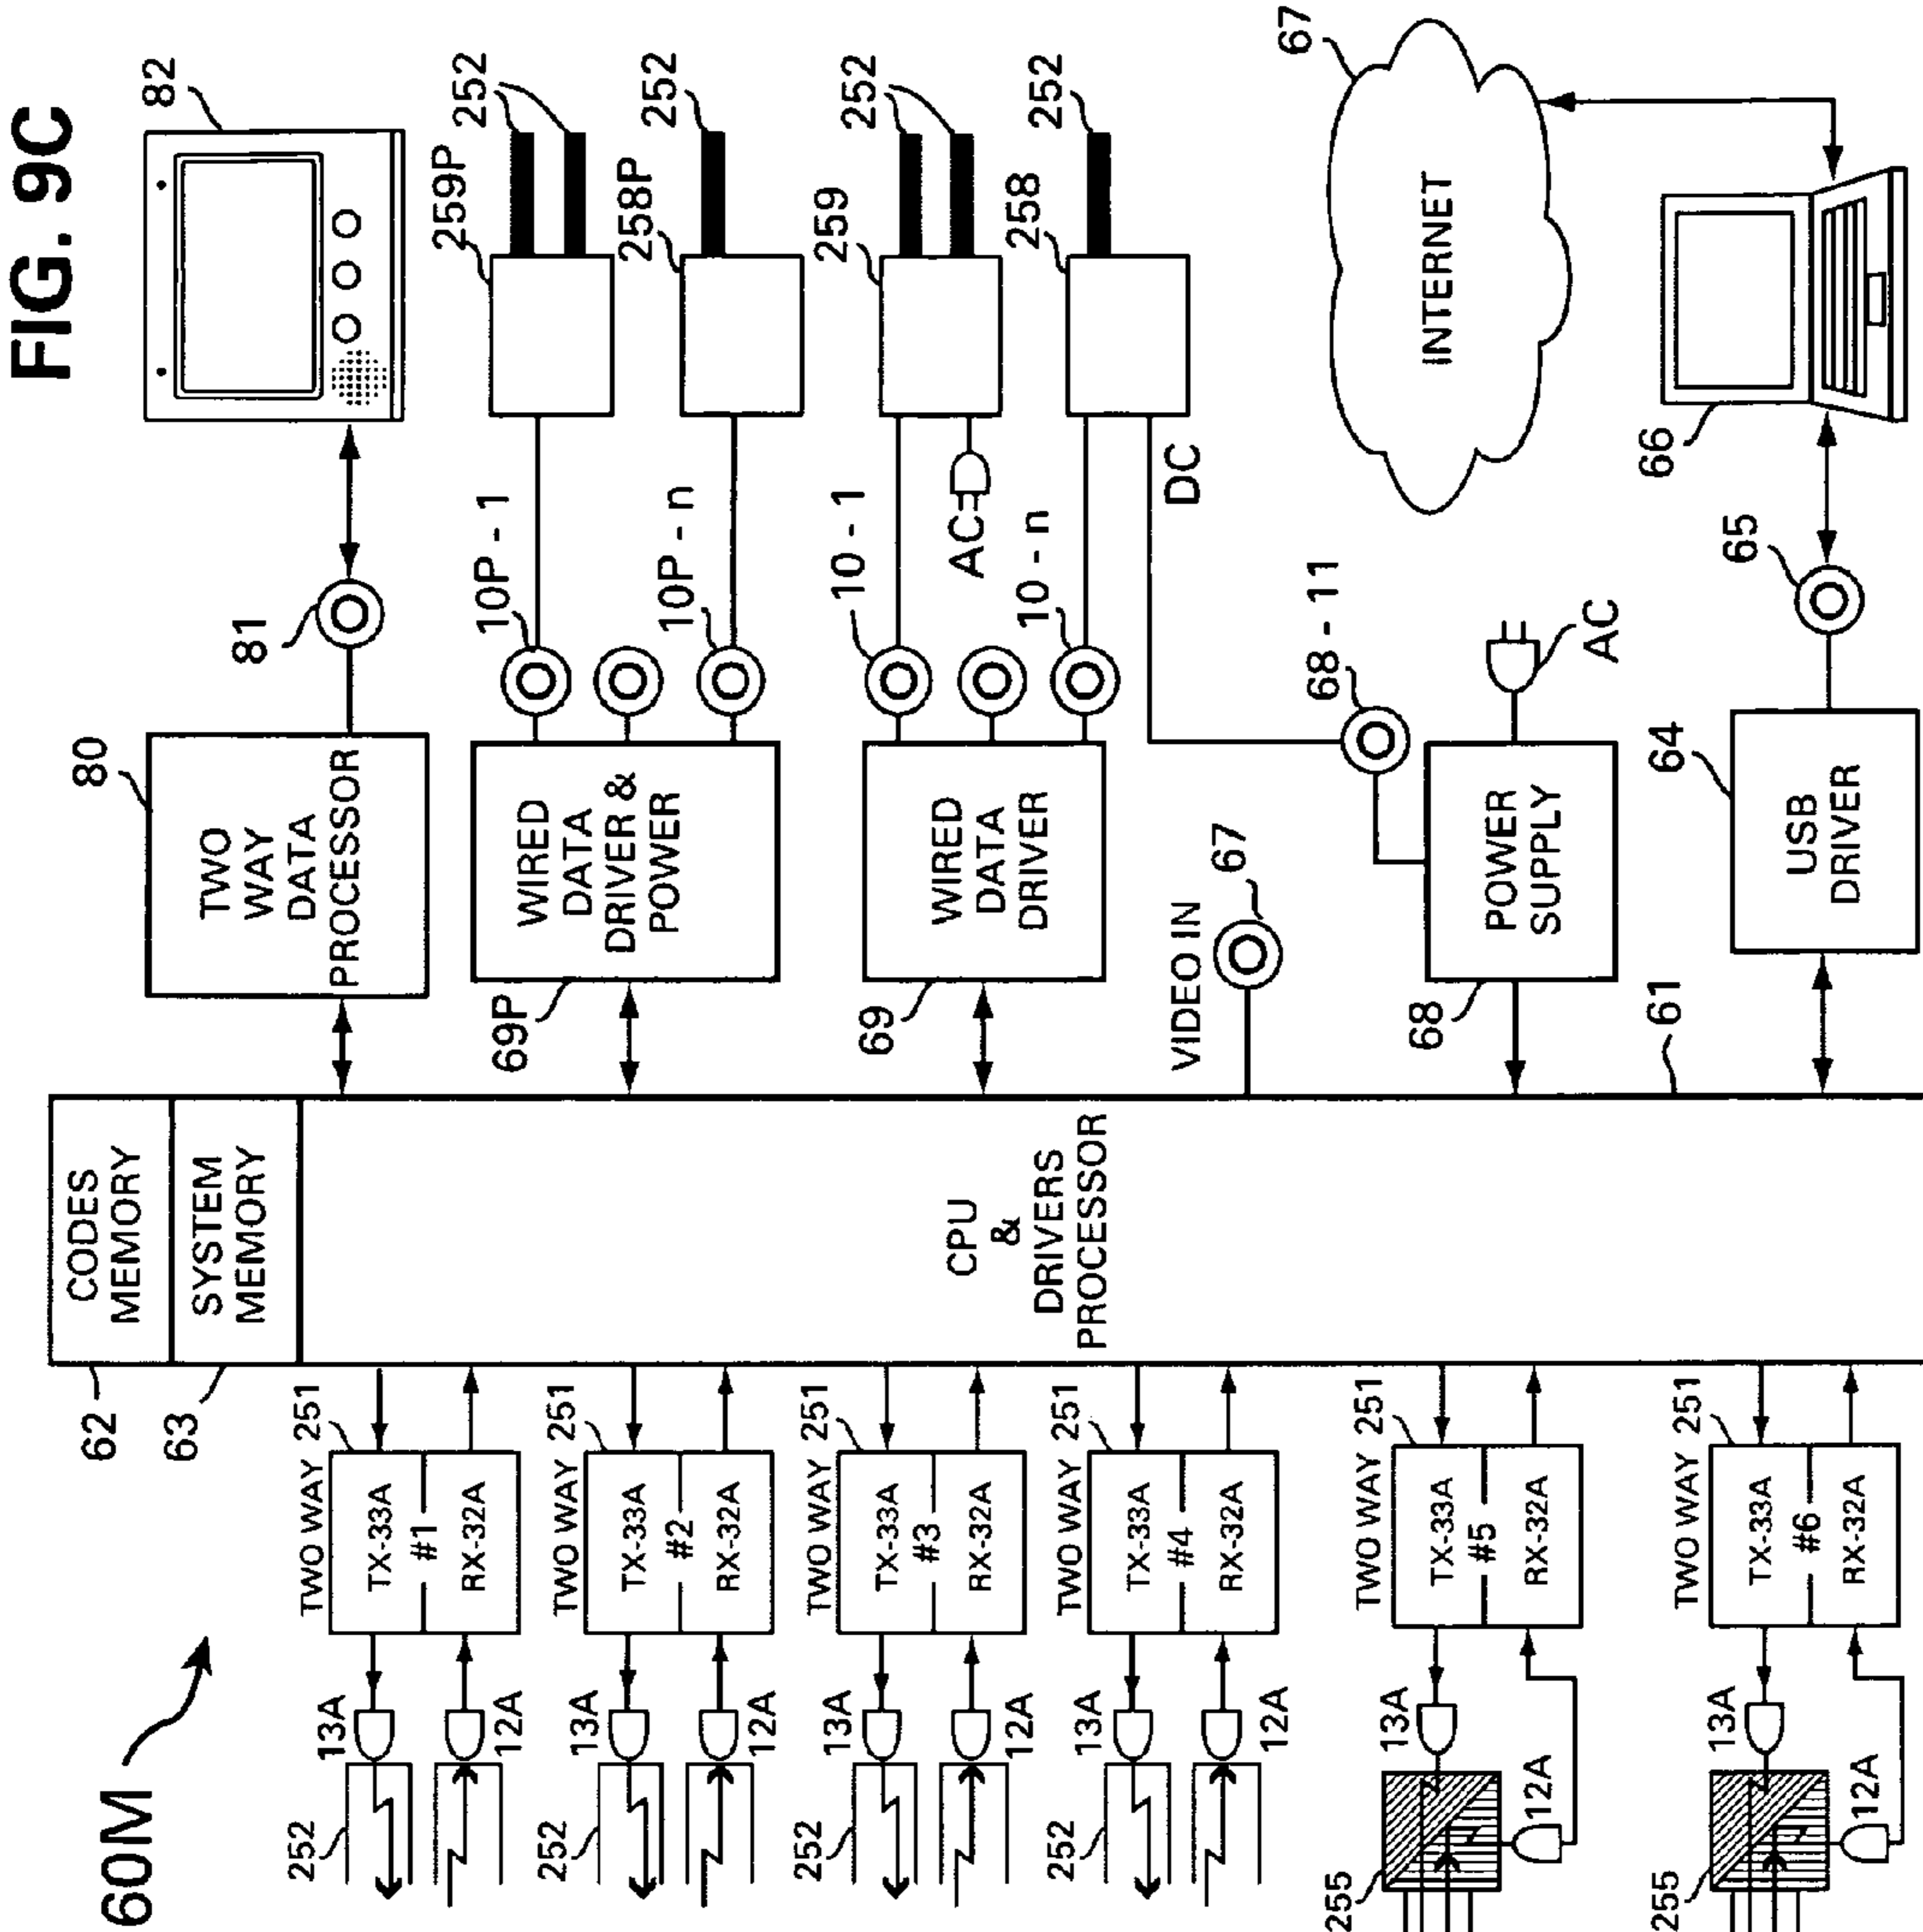 FIG. 9C
60M
62
CODES
MEMORY
63
SYSTEM
MEMORY
CPU
&
DRIVERS
PROCESSOR
61
80
TWO
WAY
DATA
PROCESSOR
81
82
69P
WIRED
DATA
DRIVER &
POWER
10P - 1
10P - n
259P
252
258P
252
69
WIRED
DATA
DRIVER
10 - 1
10 - n
AC
259
252
258
252
DC
VIDEO IN
67
68
POWER
SUPPLY
68 - 11
AC
INTERNET
67
64
USB
DRIVER
65
66
TWO WAY 251
TX-33A
#1
RX-32A
13A
12A
252
TWO WAY 251
TX-33A
#2
RX-32A
13A
12A
252
TWO WAY 251
TX-33A
#3
RX-32A
13A
12A
252
TWO WAY 251
TX-33A
#4
RX-32A
13A
12A
252
TWO WAY 251
TX-33A
#5
RX-32A
13A
12A
255
TWO WAY 251
TX-33A
#6
RX-32A
13A
12A
255